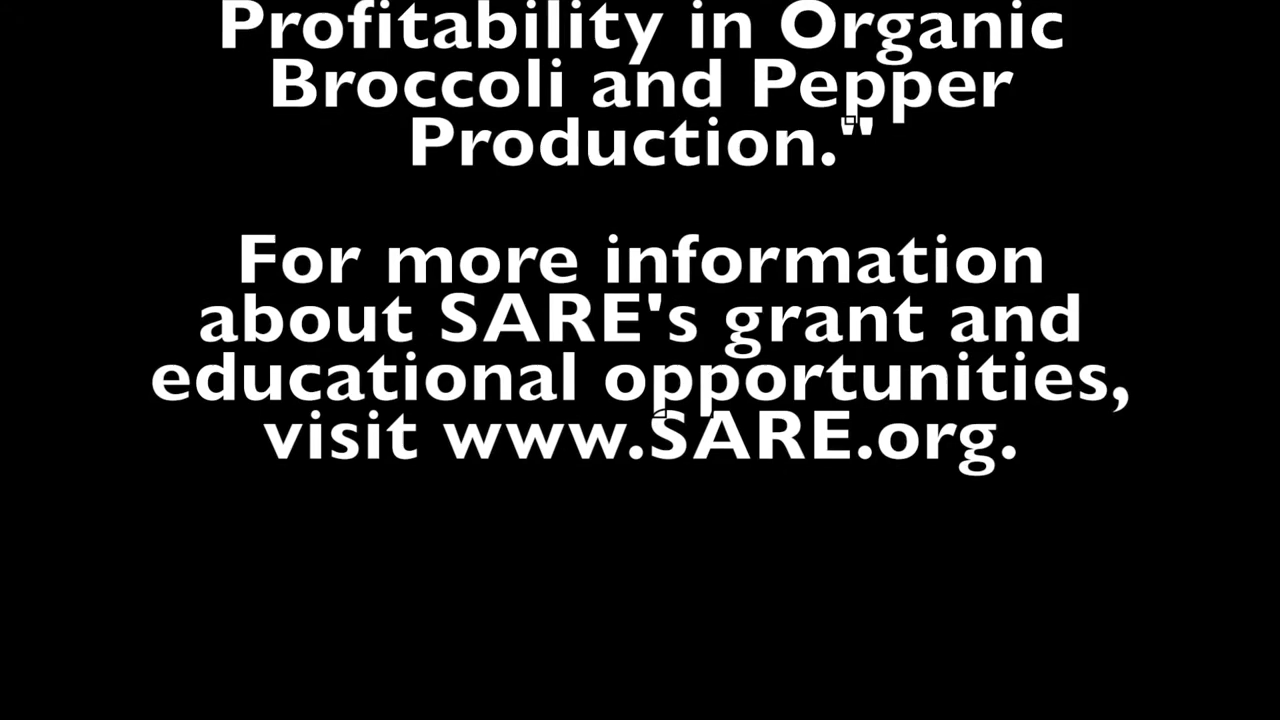 Profitability in Organic
Broccoli and Pepper
Production."
For more information
about SARE's grant and
educational opportunities,
visit www.SARE.org.